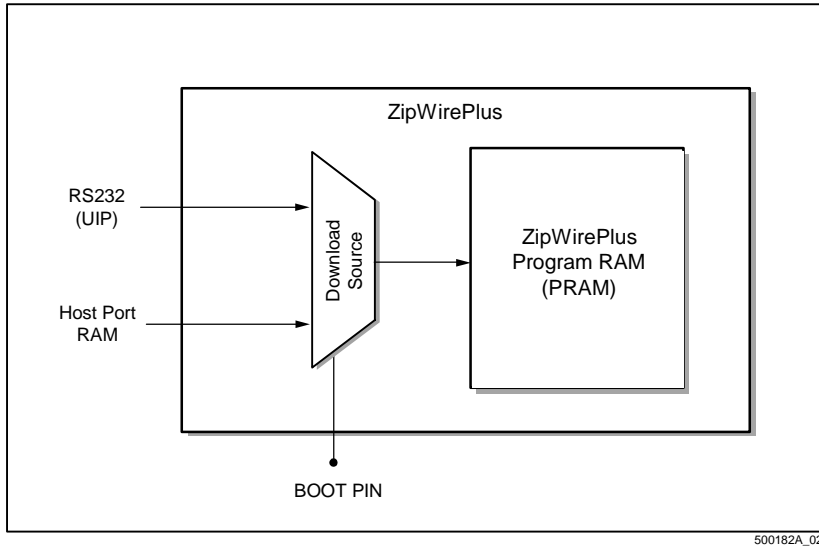 ZipWirePlus
RS232
(UIP)
Download
Source
ZipWirePlus
Program RAM
(PRAM)
Host Port
RAM
BOOT PIN
500182A_02